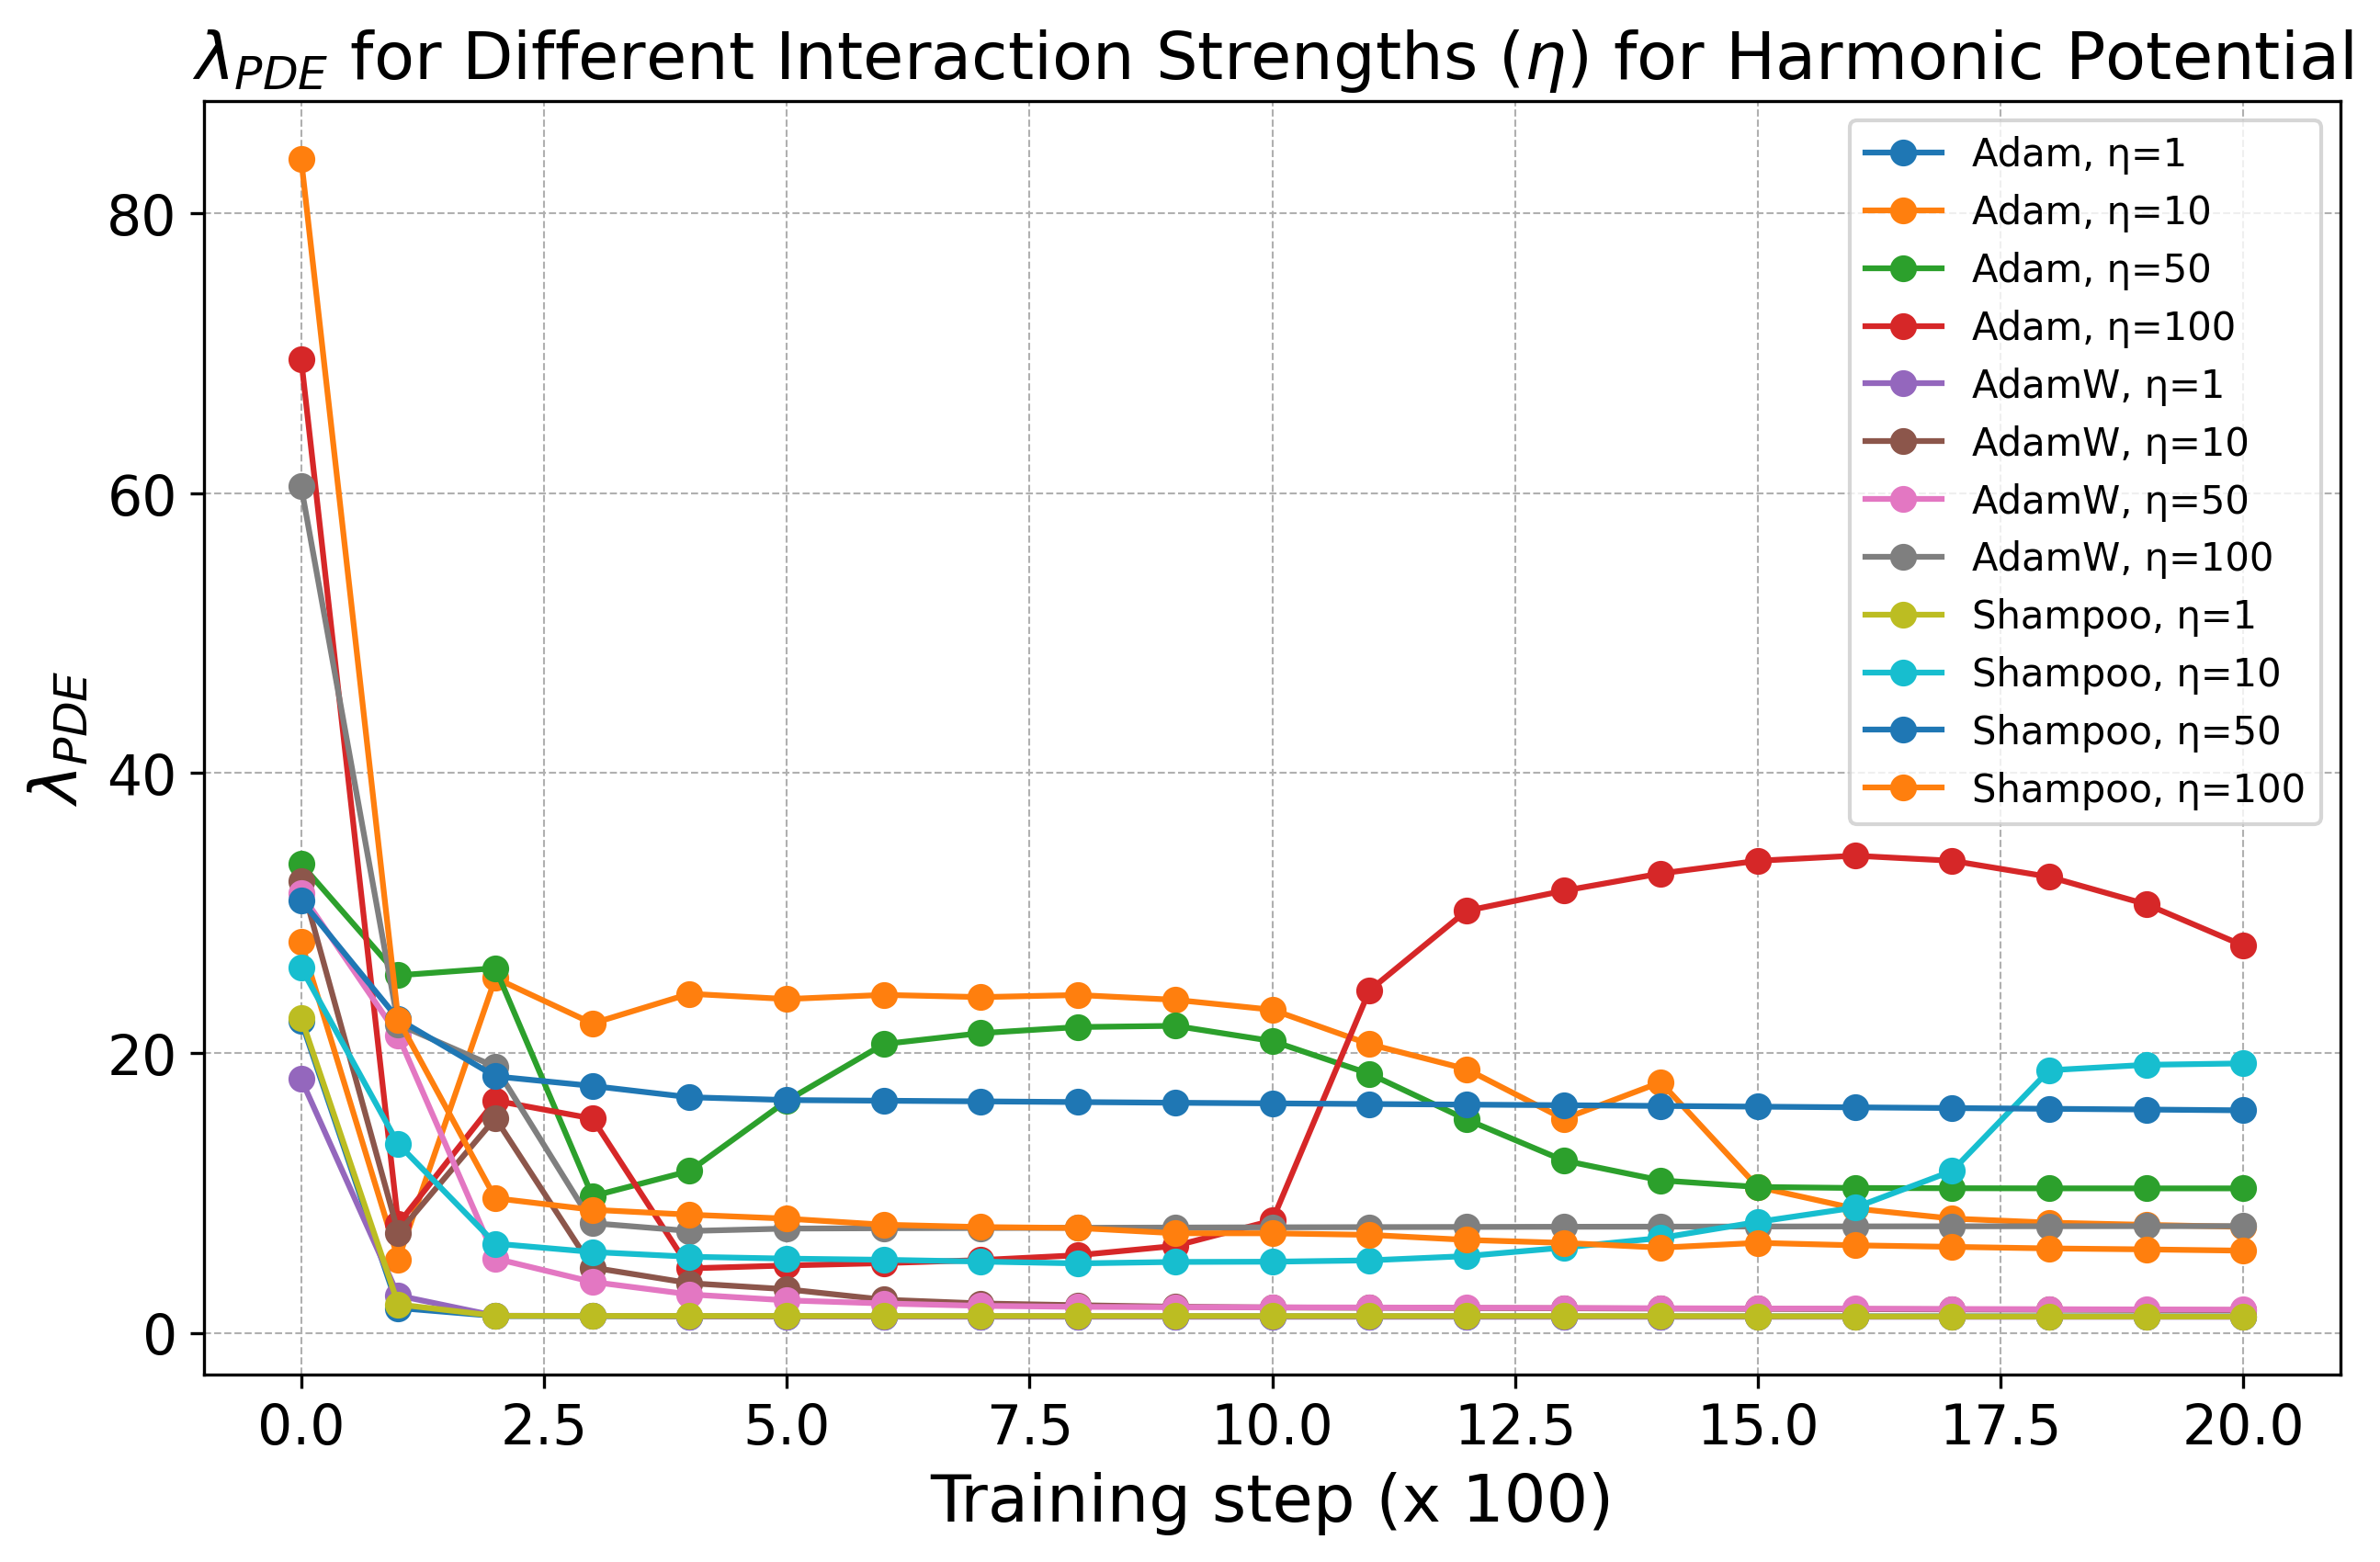 λPDE for Different Interaction Strengths (η) for Harmonic Potential
80
60
40
20
0
λPDE
0.0 2.5 5.0 7.5 10.0 12.5 15.0 17.5 20.0
Training step (x 100)
Adam, η=1
Adam, η=10
Adam, η=50
Adam, η=100
AdamW, η=1
AdamW, η=10
AdamW, η=50
AdamW, η=100
Shampoo, η=1
Shampoo, η=10
Shampoo, η=50
Shampoo, η=100